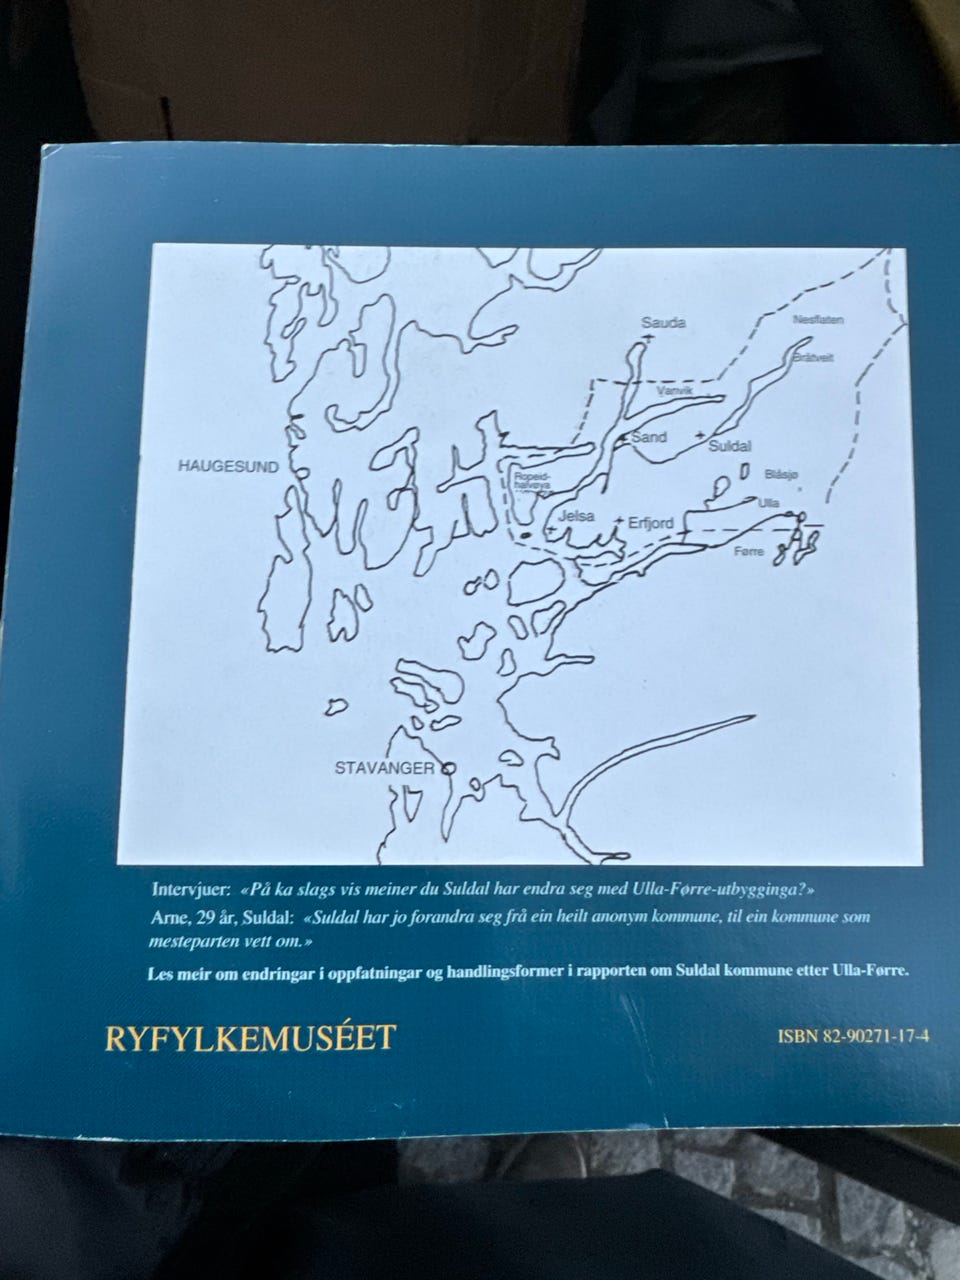 Nesflaten
Sauda
Bråtveit
Vanvik
Sand
Suldal
HAUGESUND
Ropeid-
halvøya
Blåsjø
Ulla
Jelsa
Erfjord
Førre
STAVANGER
Intervjuer: «På ka slags vis meiner du Suldal har endra seg med Ulla-Førre-utbygginga?»
Arne, 29 år, Suldal: «Suldal har jo forandra seg frå ein heilt anonym kommune, til ein kommune som
mesteparten vett om.»
Les meir om endringar i oppfatningar og handlingsformer i rapporten om Suldal kommune etter Ulla-Førre.
RYFYLKEMUSÉET
ISBN 82-90271-17-4